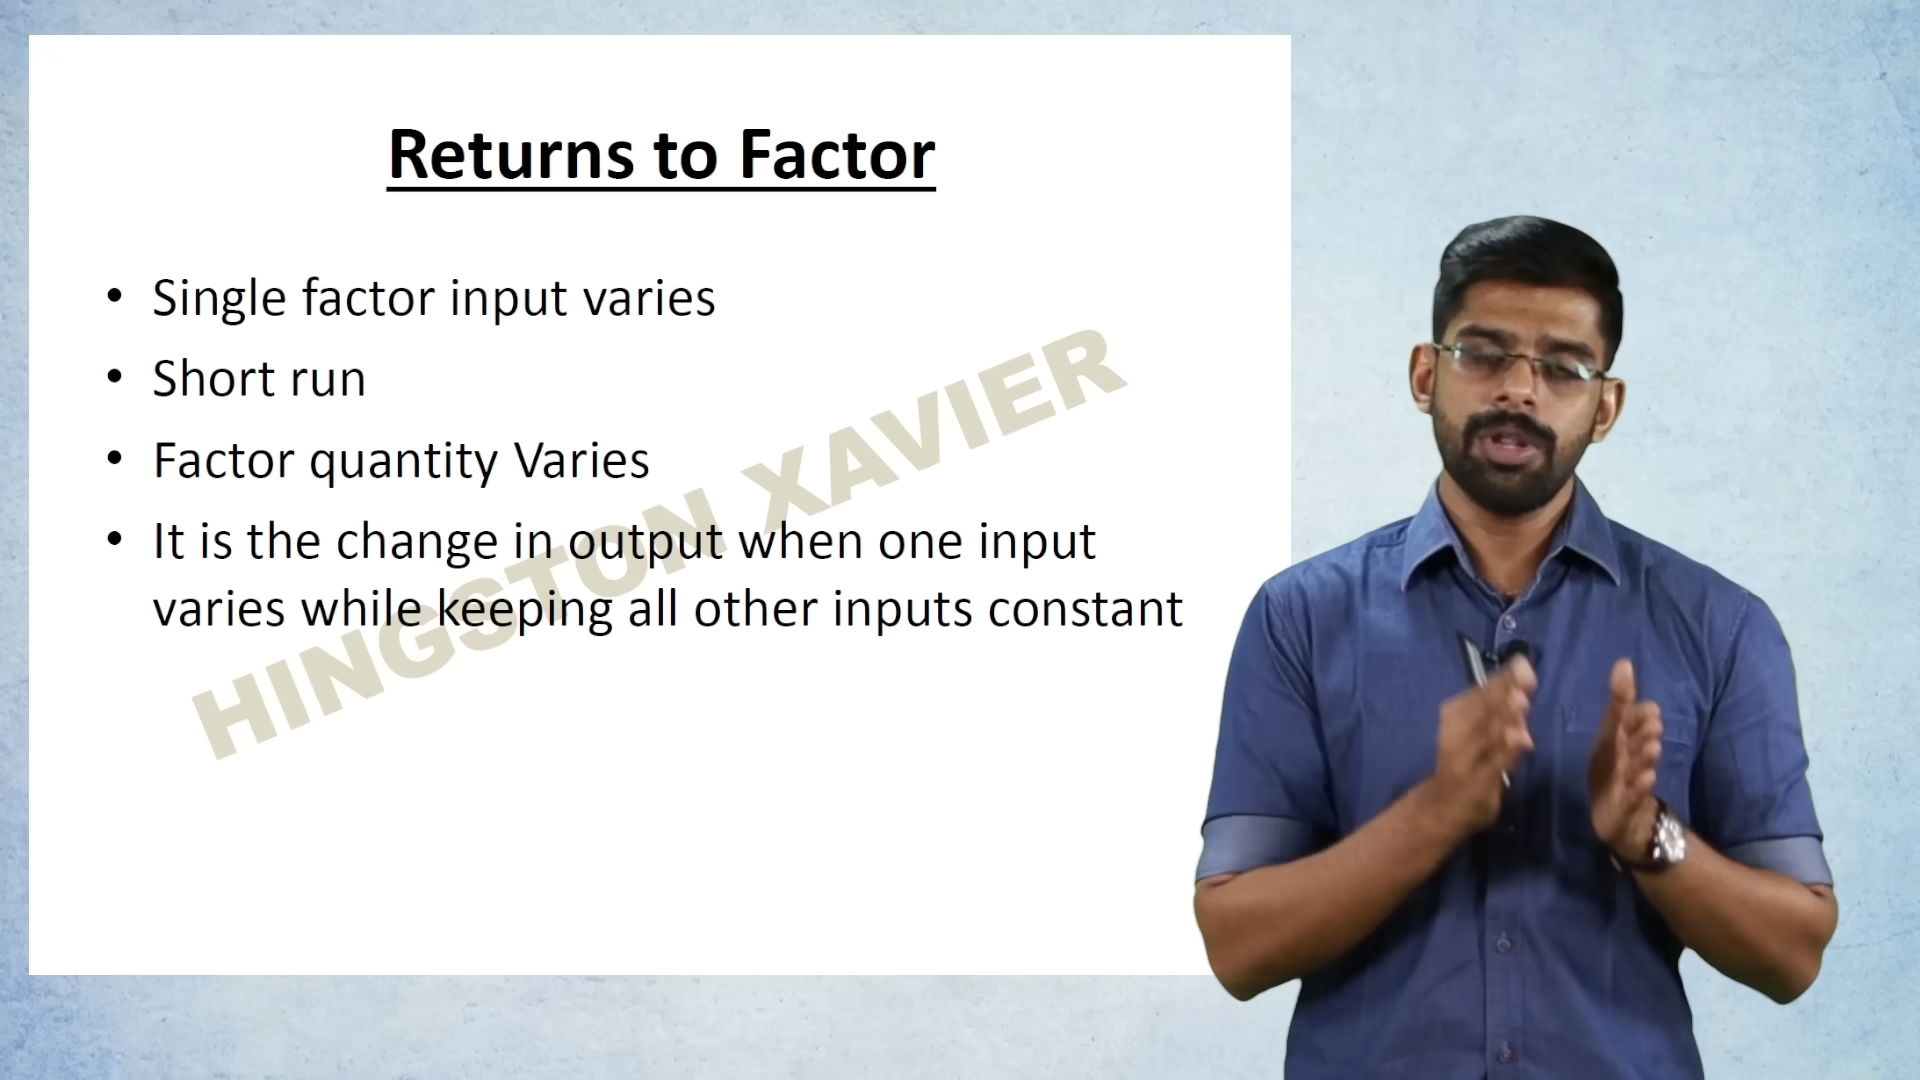 Returns to Factor
• Single factor input varies
• Short run
• Factor quantity Varies
• It is the change in output when one input
varies while keeping all other inputs constant
HINGSTON XAVIER